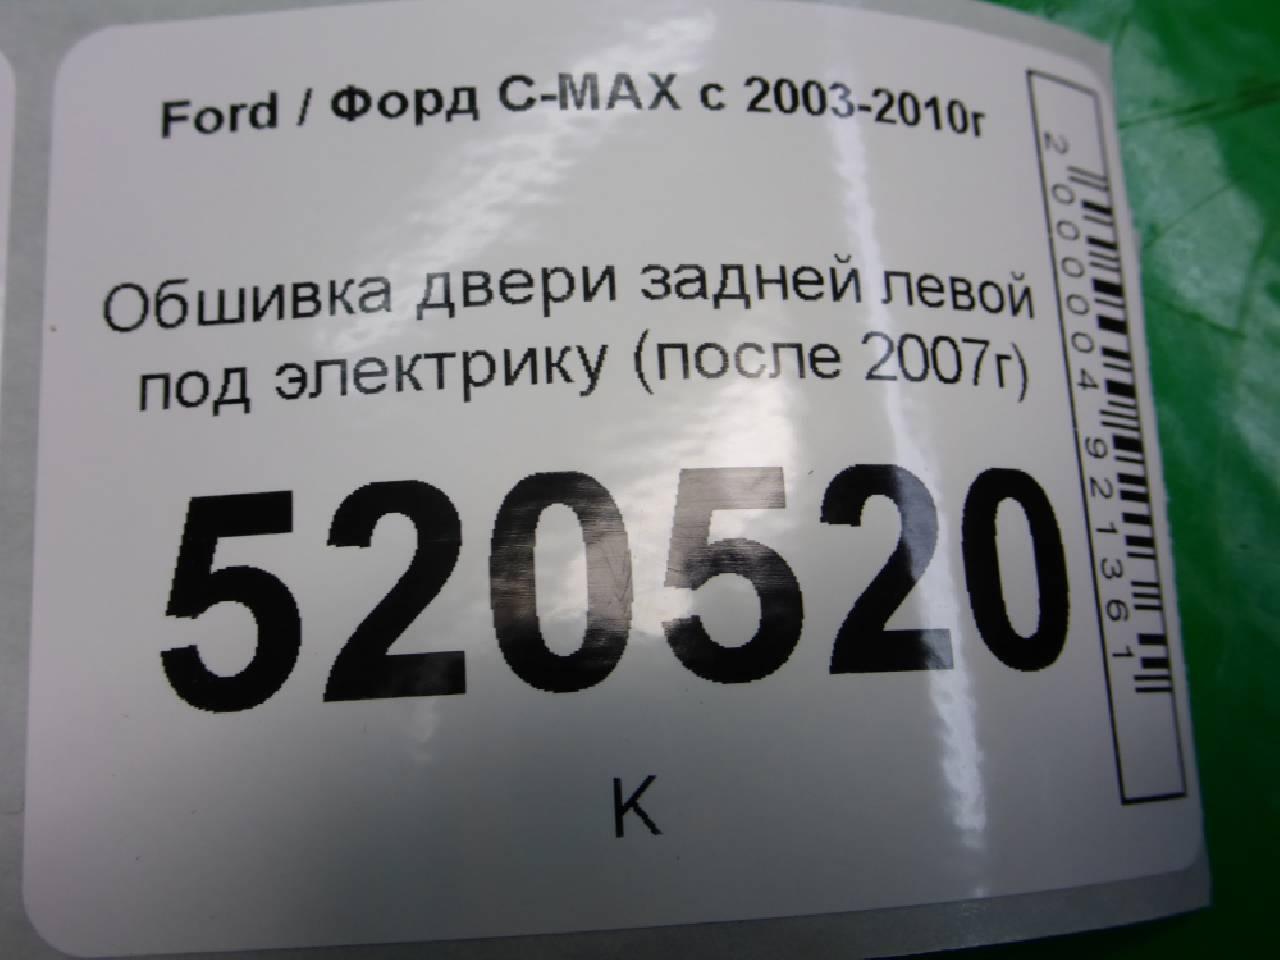 Ford / Форд C-MAX с 2003-2010г
Обшивка двери задней левой
под электрику (после 2007г)
520520
К
2000004921361